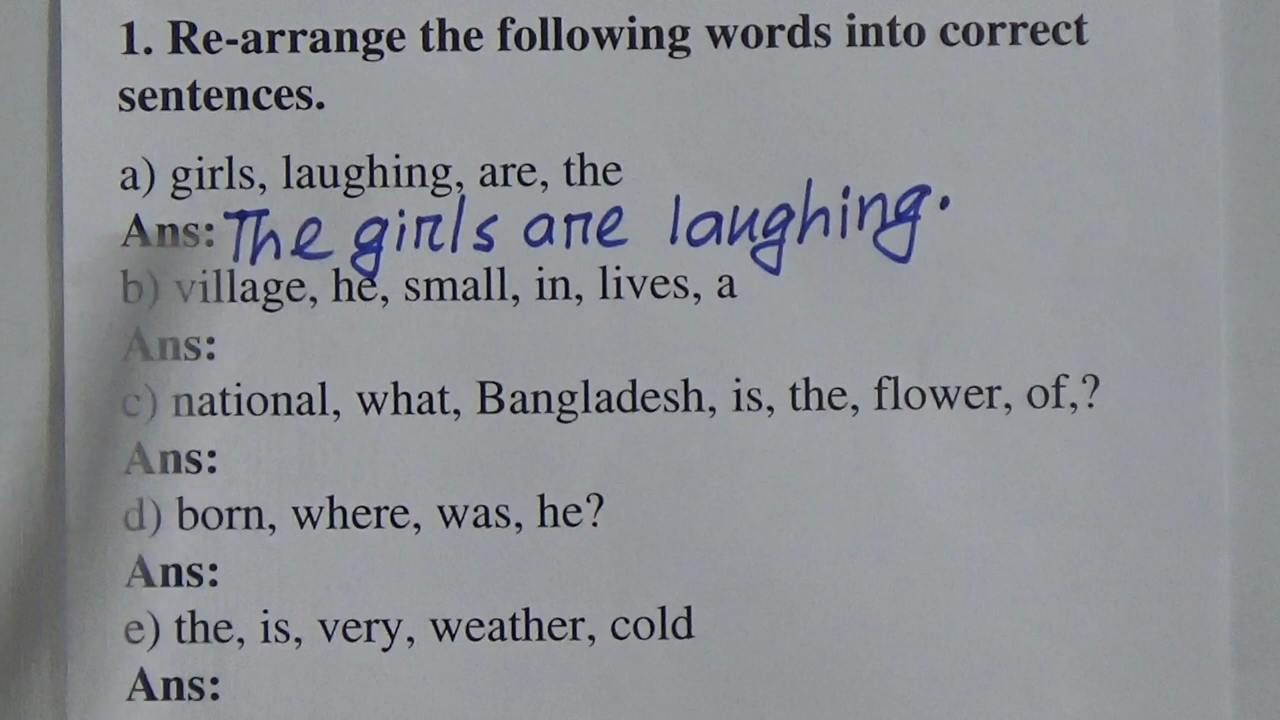 1. Re-arrange the following words into correct
sentences.
a) girls, laughing, are, the
Ans: The girls are laughing.
b) village, he, small, in, lives, a
Ans:
c) national, what, Bangladesh, is, the, flower, of,?
Ans:
d) born, where, was, he?
Ans:
e) the, is, very, weather, cold
Ans: